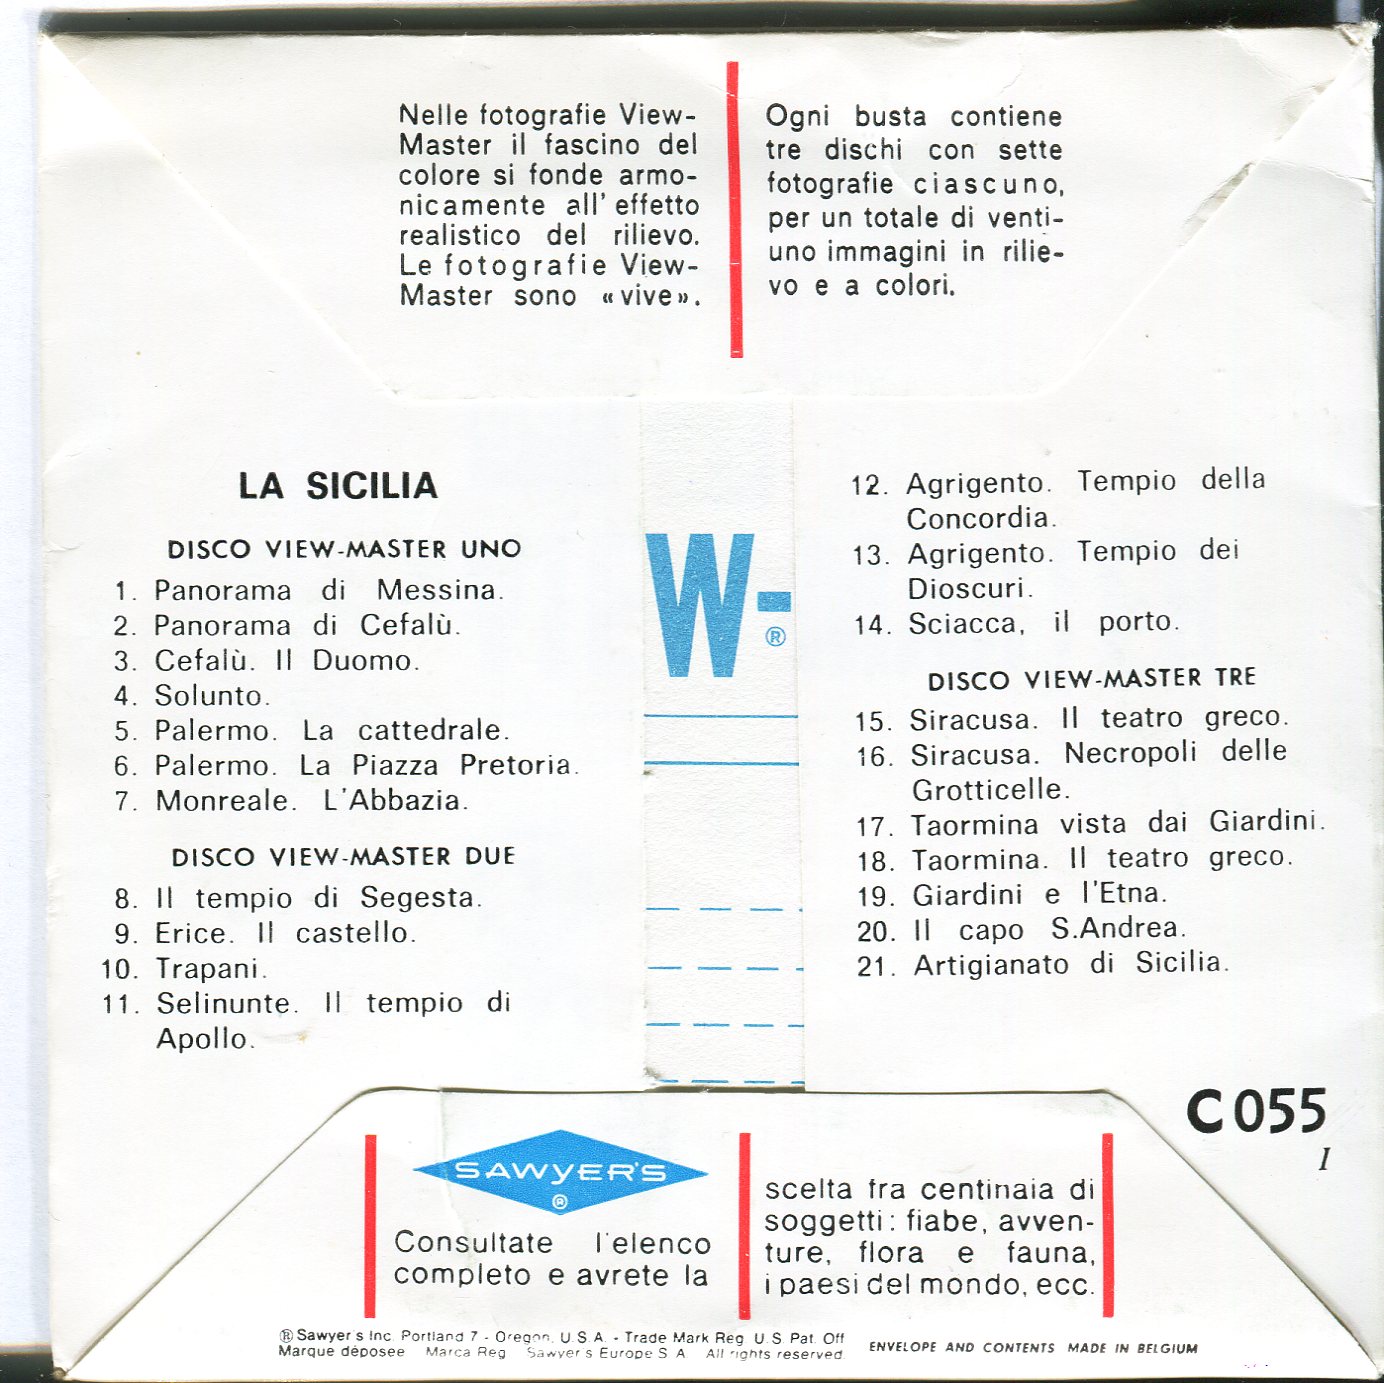 Nelle fotografie View-
Master il fascino del
colore si fonde armo-
nicamente all' effetto
realistico del rilievo.
Le fotografie View-
Master sono «vive».
Ogni busta contiene
tre dischi con sette
fotografie ciascuno,
per un totale di venti-
uno immagini in rilie-
vo e a colori.
LA SICILIA
DISCO VIEW-MASTER UNO
1. Panorama di Messina.
2. Panorama di Cefalù.
3. Cefalù. Il Duomo.
4. Solunto.
5. Palermo. La cattedrale.
6. Palermo. La Piazza Pretoria.
7. Monreale. L'Abbazia.
DISCO VIEW-MASTER DUE
8. Il tempio di Segesta.
9. Erice. Il castello.
10. Trapani.
11. Selinunte. Il tempio di
Apollo.
W-
®
12. Agrigento. Tempio della
Concordia.
13. Agrigento. Tempio dei
Dioscuri.
14. Sciacca, il porto.
DISCO VIEW-MASTER TRE
15. Siracusa. Il teatro greco.
16. Siracusa. Necropoli delle
Grotticelle.
17. Taormina vista dai Giardini.
18. Taormina. Il teatro greco.
19. Giardini e l'Etna.
20. Il capo S.Andrea.
21. Artigianato di Sicilia.
C 055
I
SAWYER'S
®
Consultate l'elenco
completo e avrete la
scelta fra centinaia di
soggetti: fiabe, avven-
ture, flora e fauna,
i paesi del mondo, ecc.
® Sawyer's Inc. Portland 7 - Oregon, U.S.A. - Trade Mark Reg. U.S. Pat. Off
Marque déposee Marca Reg Sawyer's Europe S.A. All rights reserved.
ENVELOPE AND CONTENTS MADE IN BELGIUM